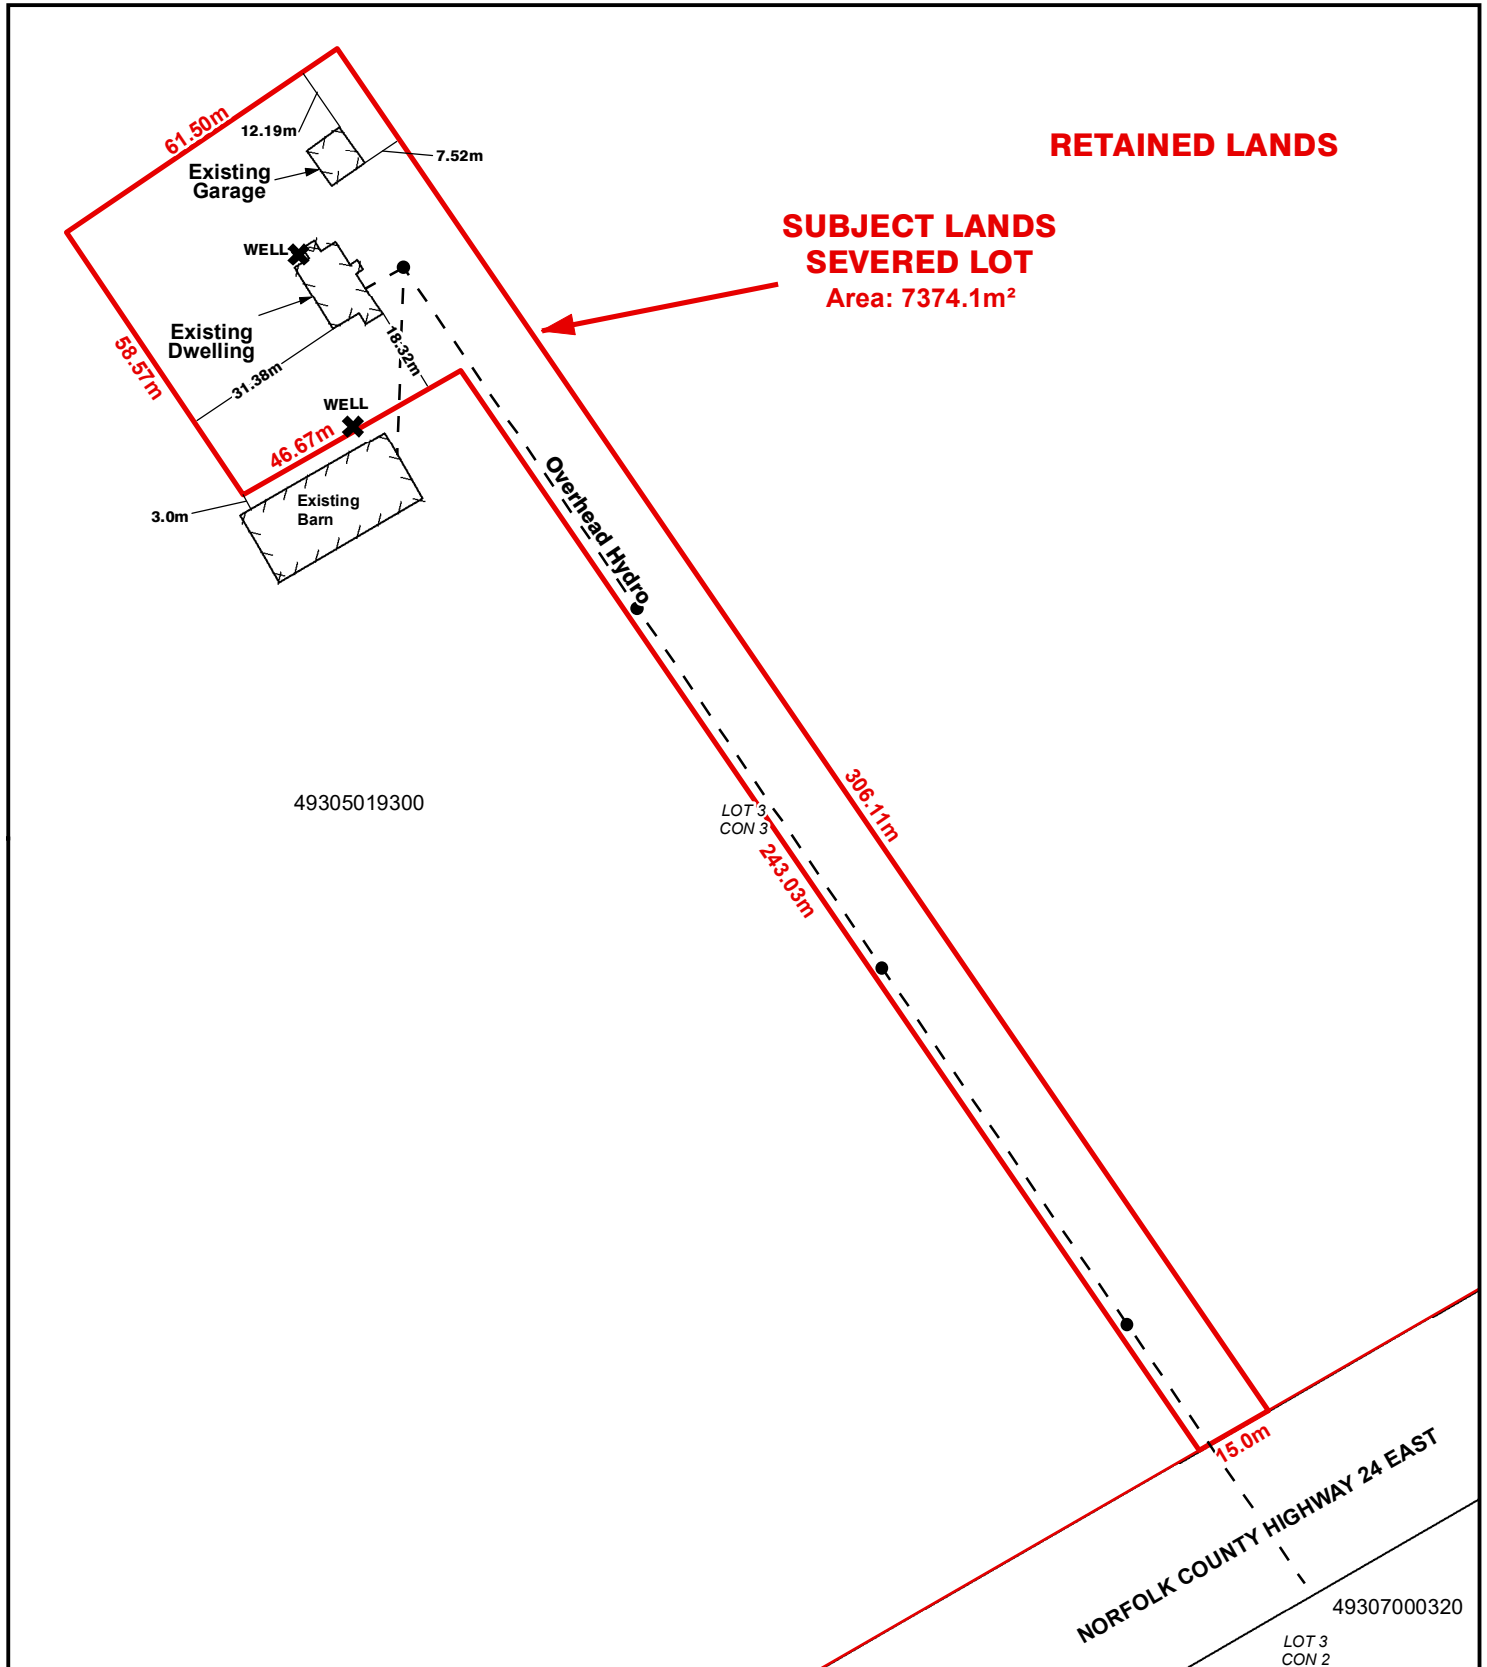 61.50m
12.19m
7.52m
Existing
Garage
RETAINED LANDS
SUBJECT LANDS
SEVERED LOT
Area: 7374.1m²
WELL
Existing
Dwelling
58.57m
31.38m
18.32m
WELL
46.67m
3.0m
Existing
Barn
Overhead Hydro
49305019300
LOT 3
CON 3
306.11m
243.03m
15.0m
NORFOLK COUNTY HIGHWAY 24 EAST
49307000320
LOT 3
CON 2